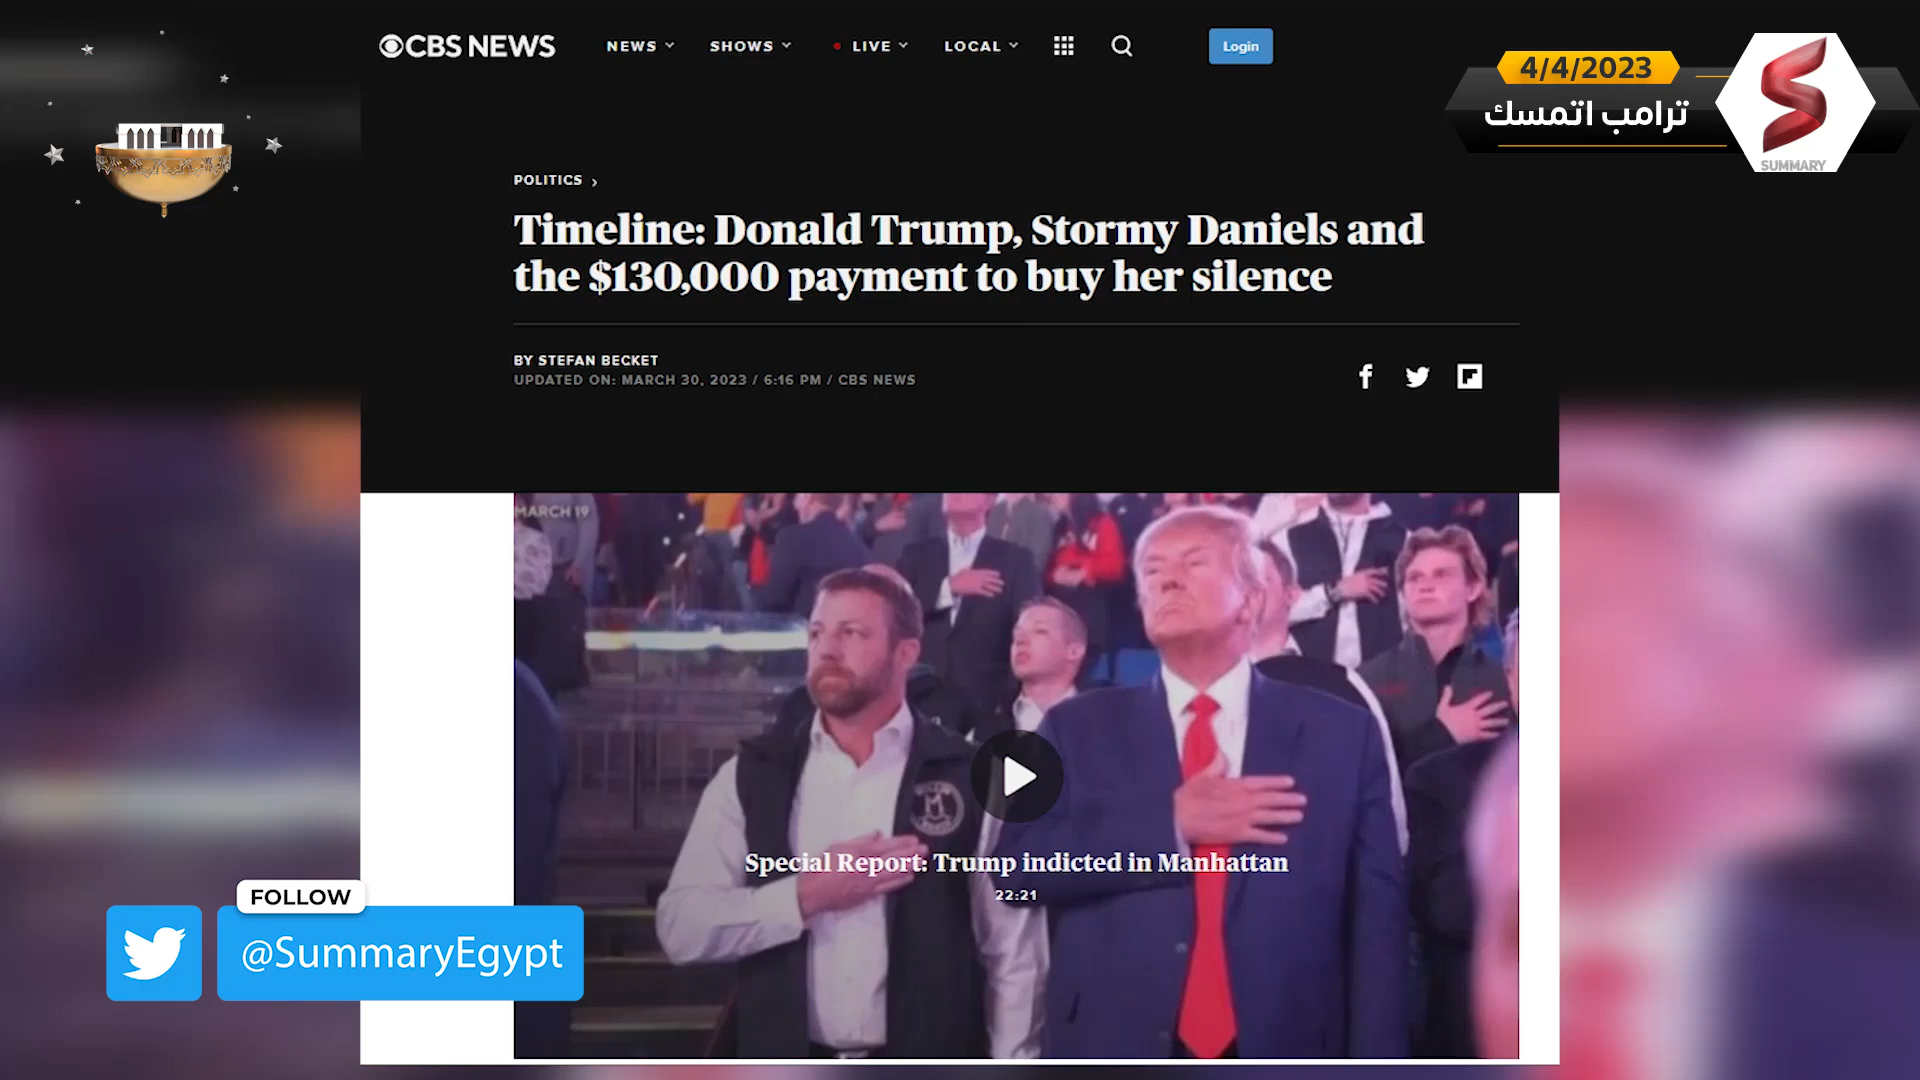 CBS NEWS
NEWS
SHOWS
LIVE
LOCAL
Login
4/4/2023
ترامب اتمسك
SUMMARY
POLITICS
Timeline: Donald Trump, Stormy Daniels and
the $130,000 payment to buy her silence
BY STEFAN BECKET
UPDATED ON: MARCH 30, 2023 / 6:16 PM / CBS NEWS
MARCH 19
Special Report: Trump indicted in Manhattan
22:21
FOLLOW
@SummaryEgypt